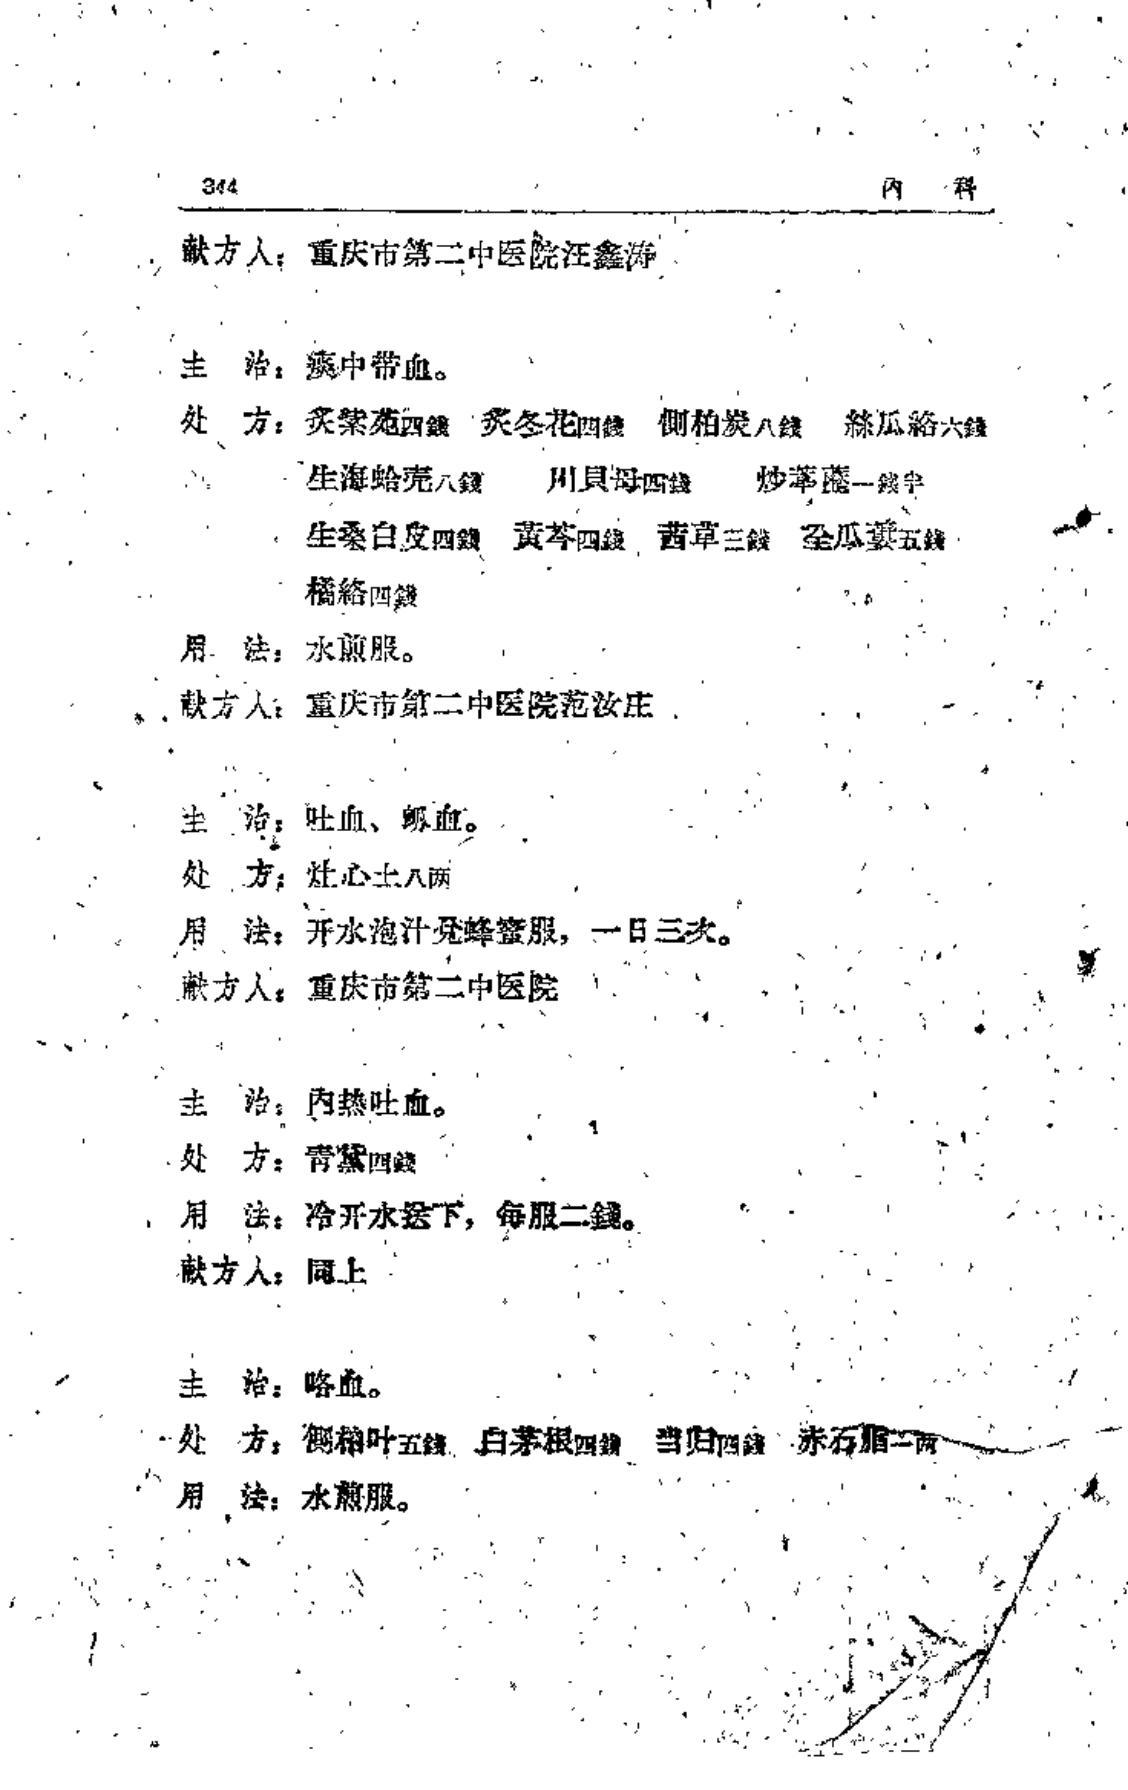 344 内 科
献方人：重庆市第二中医院汪鑫涛
主 治：痰中带血。
处 方：炙紫苑四錢 炙冬花四錢 侧柏炭八錢 絲瓜絡六錢
生海蛤壳八錢 川貝母四錢 炒葶藶一錢半
生桑白皮四錢 黃芩四錢 茜草三錢 全瓜蔞五錢
橘絡四錢
用 法：水煎服。
献方人：重庆市第二中医院范汝庄
主 治：吐血、衂血。
处 方：灶心土八两
用 法：开水泡汁兌蜂蜜服，一日三次。
献方人：重庆市第二中医院
主 治：内热吐血。
处 方：青黛四錢
用 法：冷开水送下，每服二錢。
献方人：同上
主 治：咯血。
处 方：侧柏叶五錢 白茅根四錢 当归四錢 赤石脂一两
用 法：水煎服。